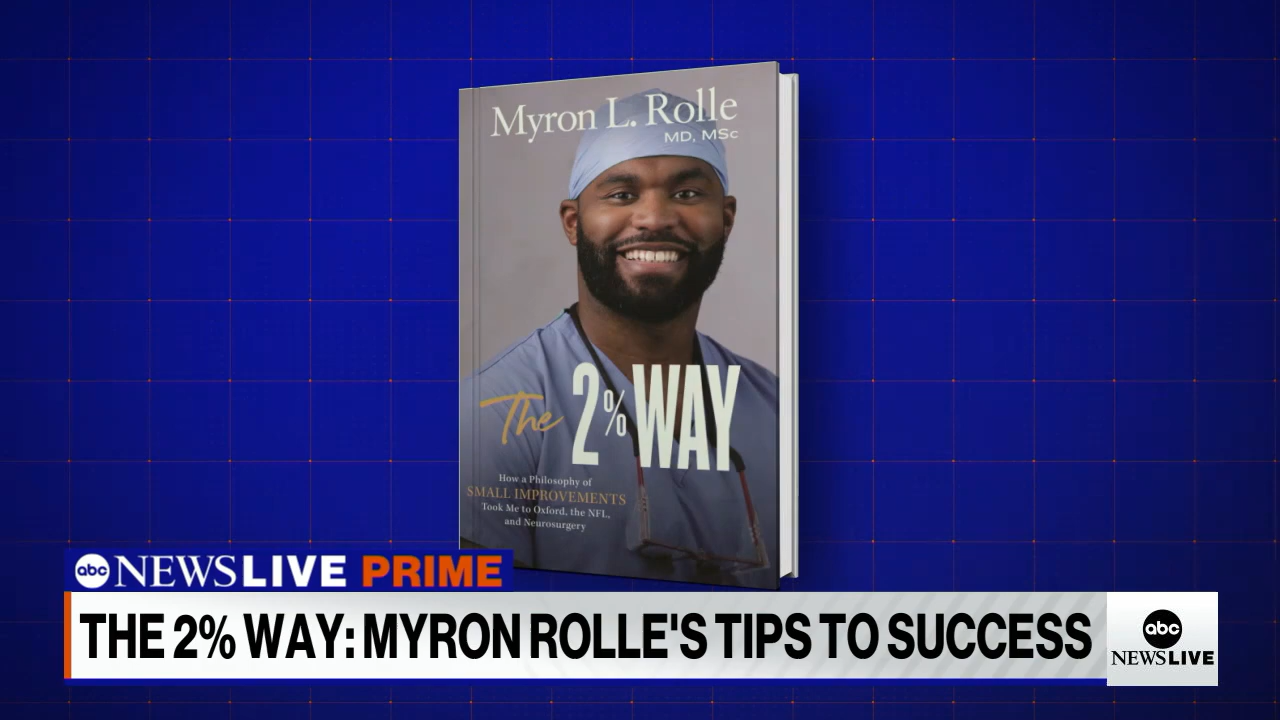 Myron L. Rolle
MD, MSc
The 2% WAY
How a Philosophy of
SMALL IMPROVEMENTS
Took Me to Oxford, the NFL,
and Neurosurgery
abc NEWS LIVE PRIME
THE 2% WAY: MYRON ROLLE'S TIPS TO SUCCESS
abc
NEWS LIVE